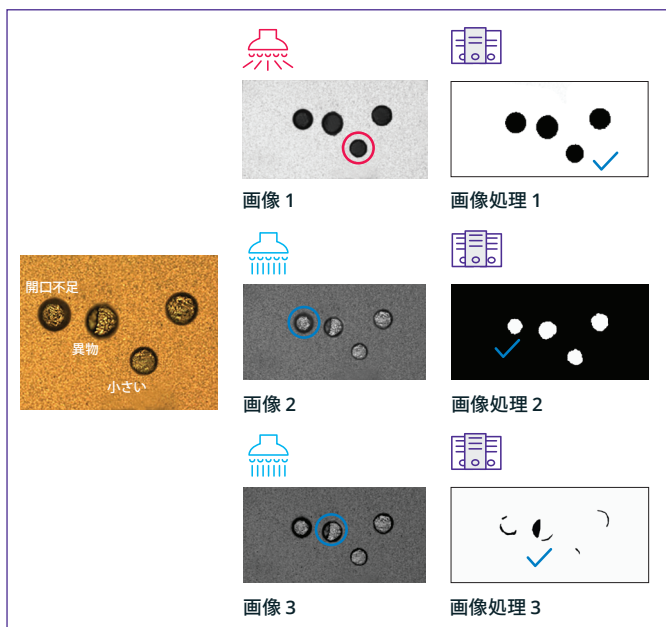 画像 1
画像処理 1
開口不足
異物
小さい
画像 2
画像処理 2
画像 3
画像処理 3